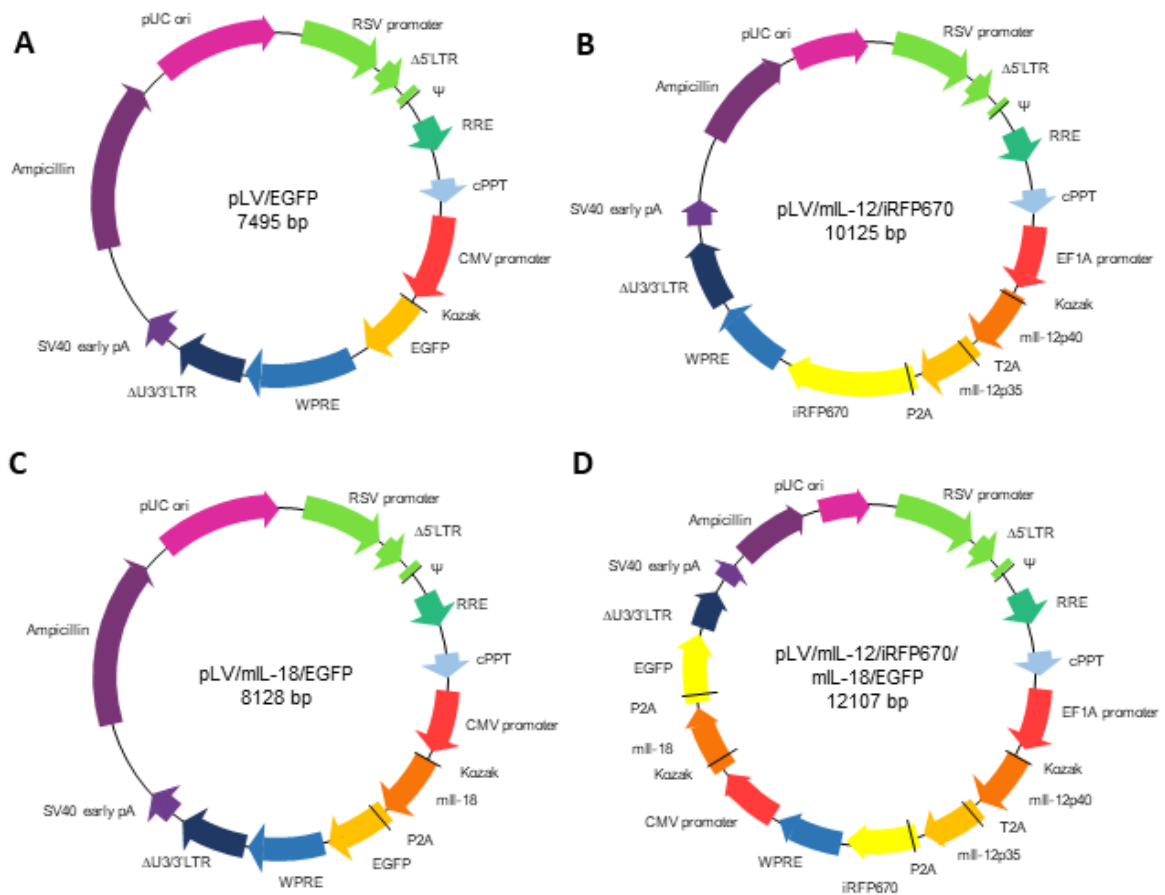 A
pUC ori
RSV promoter
Δ5'LTR
Ψ
RRE
cPPT
CMV promoter
Kozak
EGFP
WPRE
ΔU3/3'LTR
SV40 early pA
Ampicillin
pLV/EGFP
7495 bp
B
pUC ori
RSV promoter
Δ5'LTR
Ψ
RRE
cPPT
EF1A promoter
Kozak
mIl-12p40
T2A
mIl-12p35
P2A
iRFP670
WPRE
ΔU3/3'LTR
SV40 early pA
Ampicillin
pLV/mIL-12/iRFP670
10125 bp
C
pUC ori
RSV promoter
Δ5'LTR
Ψ
RRE
cPPT
CMV promoter
Kozak
mIl-18
P2A
EGFP
WPRE
ΔU3/3'LTR
SV40 early pA
Ampicillin
pLV/mIL-18/EGFP
8128 bp
D
pUC ori
RSV promoter
Δ5'LTR
Ψ
RRE
cPPT
EF1A promoter
Kozak
mIl-12p40
T2A
mIl-12p35
P2A
iRFP670
WPRE
CMV promoter
Kozak
mIl-18
P2A
EGFP
ΔU3/3'LTR
SV40 early pA
Ampicillin
pLV/mIL-12/iRFP670/
mIL-18/EGFP
12107 bp